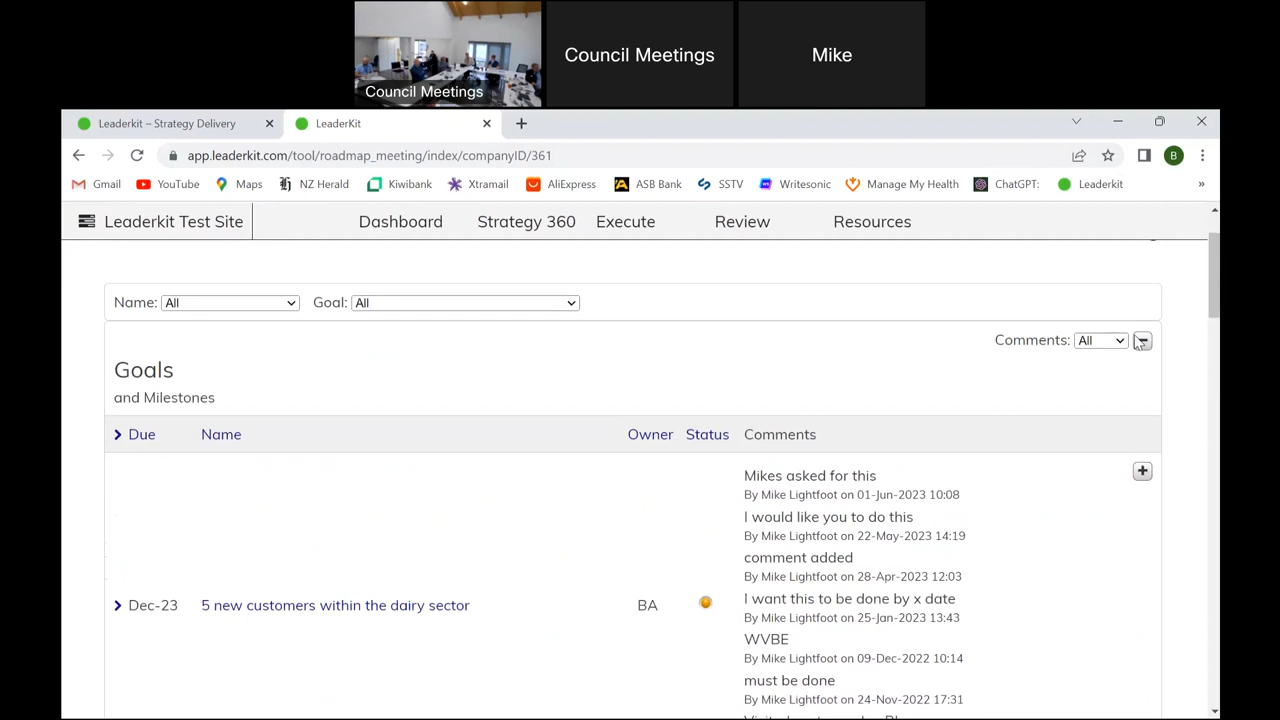 Council Meetings
Council Meetings
Mike
Leaderkit – Strategy Delivery
LeaderKit
app.leaderkit.com/tool/roadmap_meeting/index/companyID/361
B
Gmail YouTube Maps NZ Herald Kiwibank Xtramail AliExpress ASB Bank SSTV Writesonic Manage My Health ChatGPT: Leaderkit »
Leaderkit Test Site Dashboard Strategy 360 Execute Review Resources
Name: All Goal: All
Comments: All
Goals
and Milestones
Due Name Owner Status Comments
Mikes asked for this
By Mike Lightfoot on 01-Jun-2023 10:08
I would like you to do this
By Mike Lightfoot on 22-May-2023 14:19
comment added
By Mike Lightfoot on 28-Apr-2023 12:03
Dec-23 5 new customers within the dairy sector BA
I want this to be done by x date
By Mike Lightfoot on 25-Jan-2023 13:43
WVBE
By Mike Lightfoot on 09-Dec-2022 10:14
must be done
By Mike Lightfoot on 24-Nov-2022 17:31